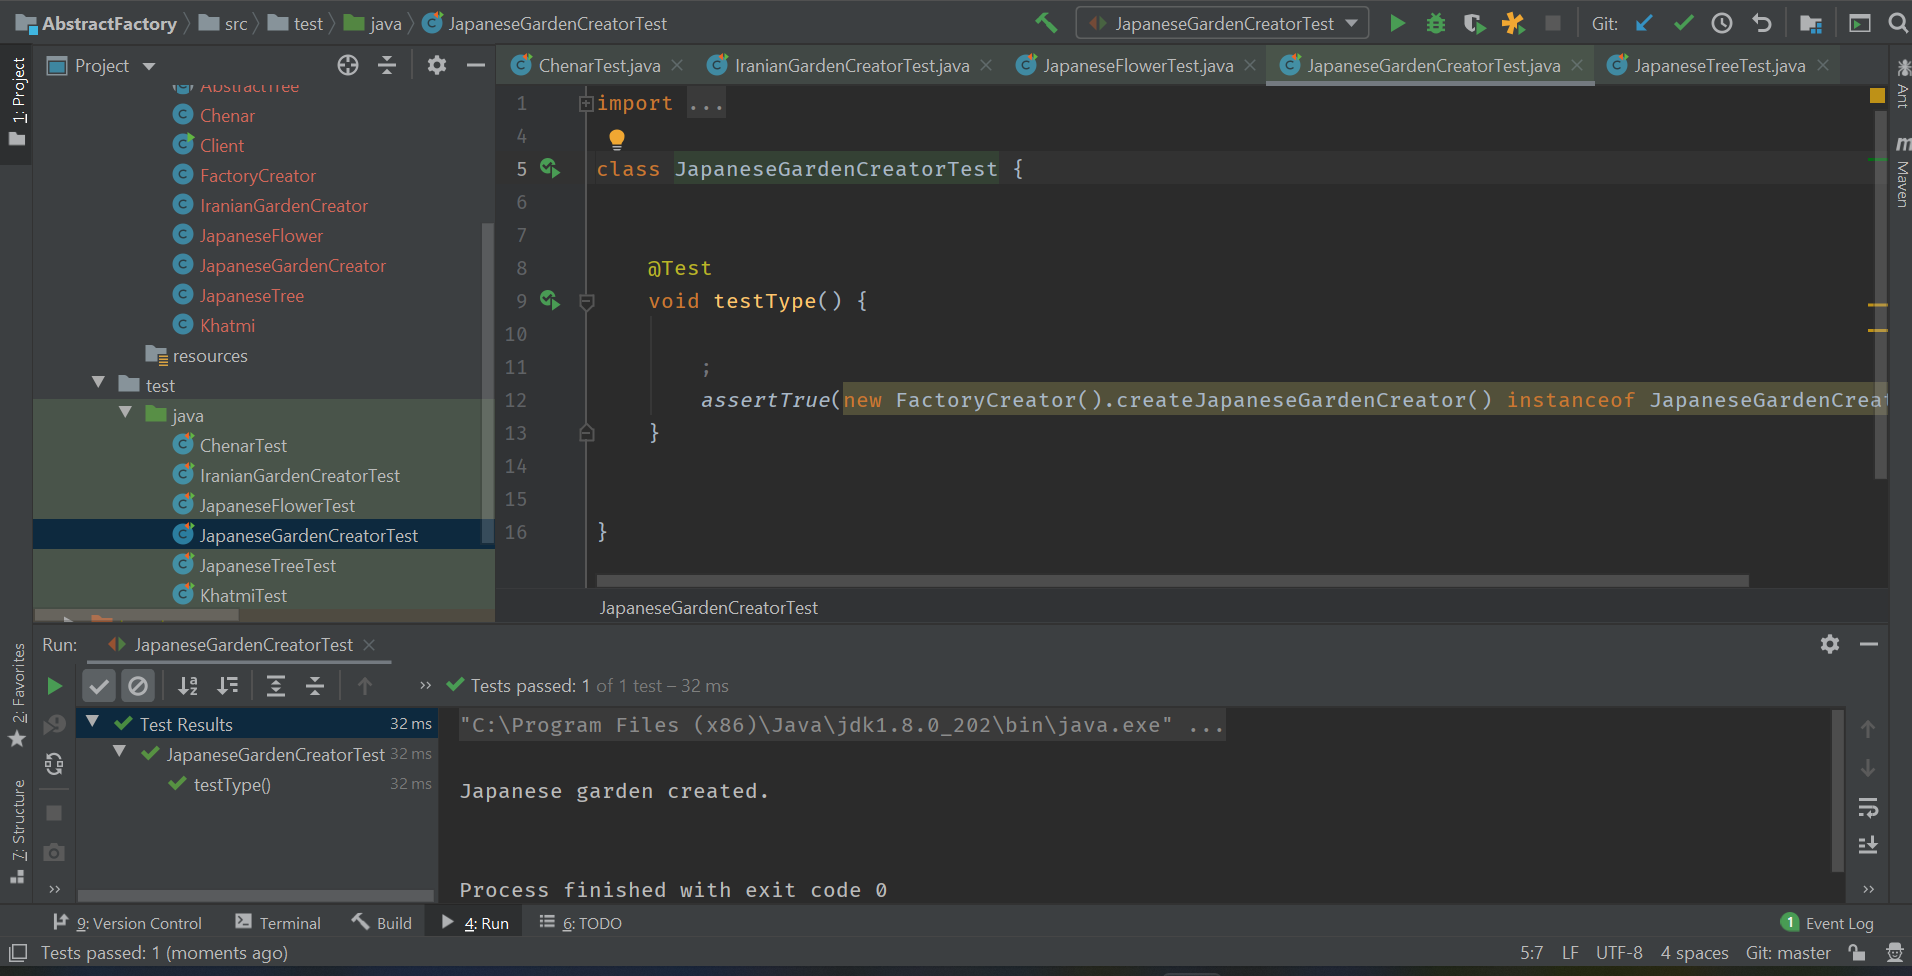 AbstractFactory src test java JapaneseGardenCreatorTest
JapaneseGardenCreatorTest
Git:
1: Project
Project
ChenarTest.java
IranianGardenCreatorTest.java
JapaneseFlowerTest.java
JapaneseGardenCreatorTest.java
JapaneseTreeTest.java
AbstractTree
Chenar
Client
FactoryCreator
IranianGardenCreator
JapaneseFlower
JapaneseGardenCreator
JapaneseTree
Khatmi
resources
test
java
ChenarTest
IranianGardenCreatorTest
JapaneseFlowerTest
JapaneseGardenCreatorTest
JapaneseTreeTest
KhatmiTest
1 import ...
4
5 class JapaneseGardenCreatorTest {
6
7
8 @Test
9 void testType() {
10
11 ;
12 assertTrue(new FactoryCreator().createJapaneseGardenCreator() instanceof JapaneseGardenCreat
13 }
14
15
16 }
JapaneseGardenCreatorTest
Ant
m Maven
Run: JapaneseGardenCreatorTest
2: Favorites
7: Structure
» Tests passed: 1 of 1 test – 32 ms
Test Results 32 ms
JapaneseGardenCreatorTest 32 ms
testType() 32 ms
"C:\Program Files (x86)\Java\jdk1.8.0_202\bin\java.exe" ...
Japanese garden created.
Process finished with exit code 0
9: Version Control
Terminal
Build
4: Run
6: TODO
1 Event Log
Tests passed: 1 (moments ago)
5:7 LF UTF-8 4 spaces Git: master